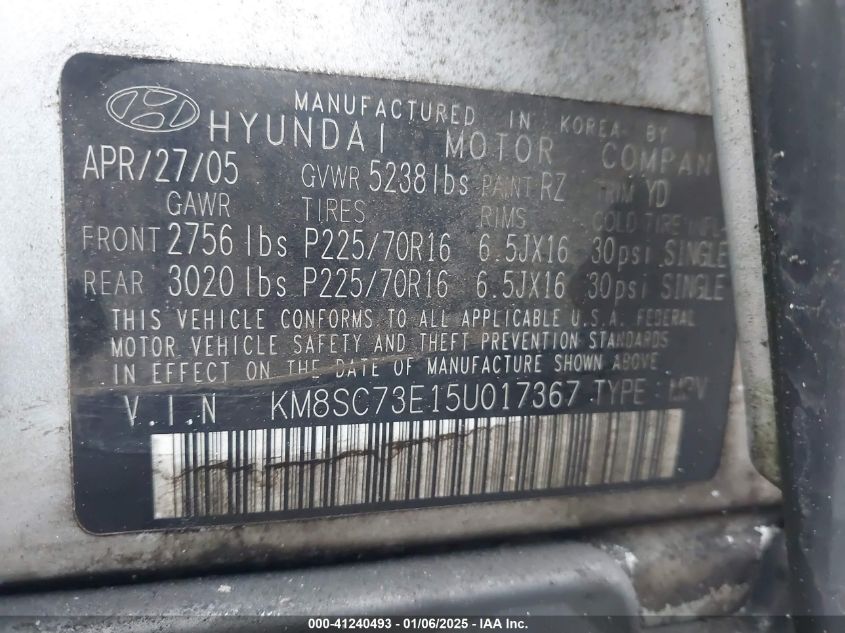 MANUFACTURED IN KOREA BY
HYUNDAI MOTOR COMPAN
APR/27/05 GVWR 5238 lbs PAINT RZ TRIM YD
GAWR TIRES RIMS COLD TIRE INFL
FRONT 2756 lbs P225/70R16 6.5JX16 30psi SINGLE
REAR 3020 lbs P225/70R16 6.5JX16 30psi SINGLE
THIS VEHICLE CONFORMS TO ALL APPLICABLE U.S.A. FEDERAL
MOTOR VEHICLE SAFETY AND THEFT PREVENTION STANDARDS
IN EFFECT ON THE DATE OF MANUFACTURE SHOWN ABOVE
V.I.N KM8SC73E15U017367 TYPE :
000-41240493 - 01/06/2025 - IAA Inc.